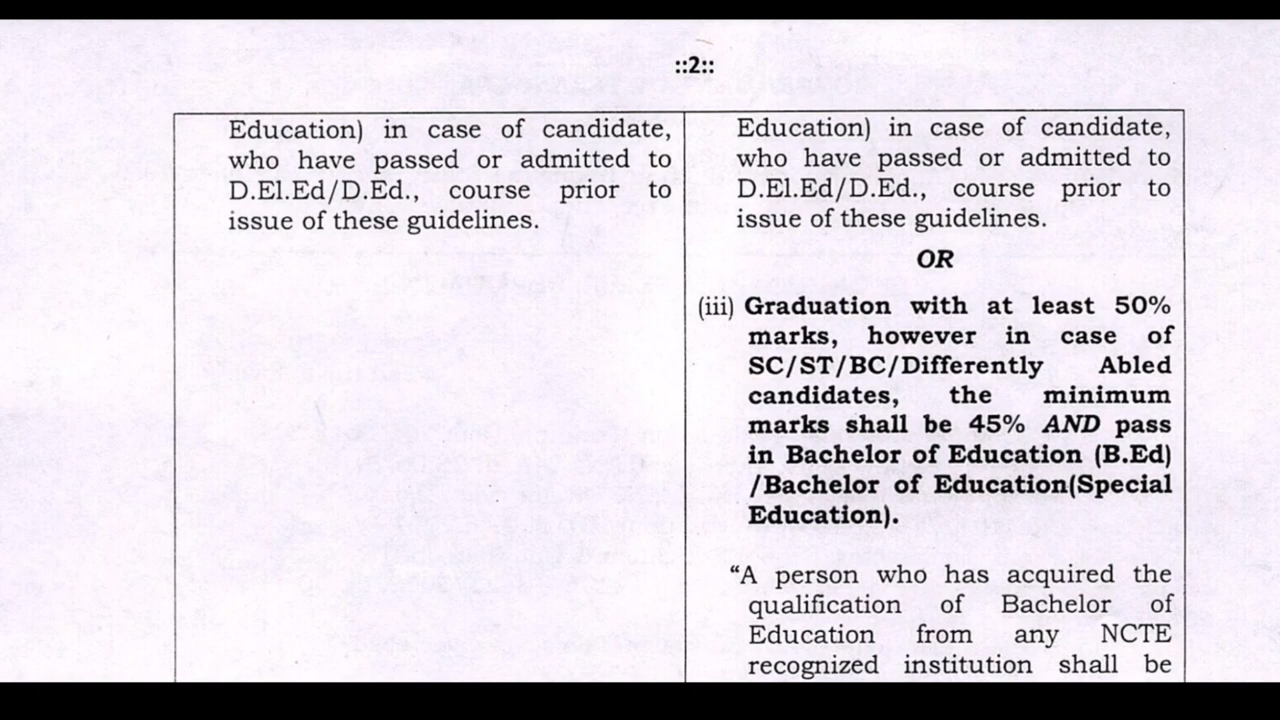 ::2::
Education) in case of candidate,
who have passed or admitted to
D.El.Ed/D.Ed., course prior to
issue of these guidelines.
Education) in case of candidate,
who have passed or admitted to
D.El.Ed/D.Ed., course prior to
issue of these guidelines.
OR
(iii) Graduation with at least 50%
marks, however in case of
SC/ST/BC/Differently Abled
candidates, the minimum
marks shall be 45% AND pass
in Bachelor of Education (B.Ed)
/Bachelor of Education(Special
Education).
“A person who has acquired the
qualification of Bachelor of
Education from any NCTE
recognized institution shall be